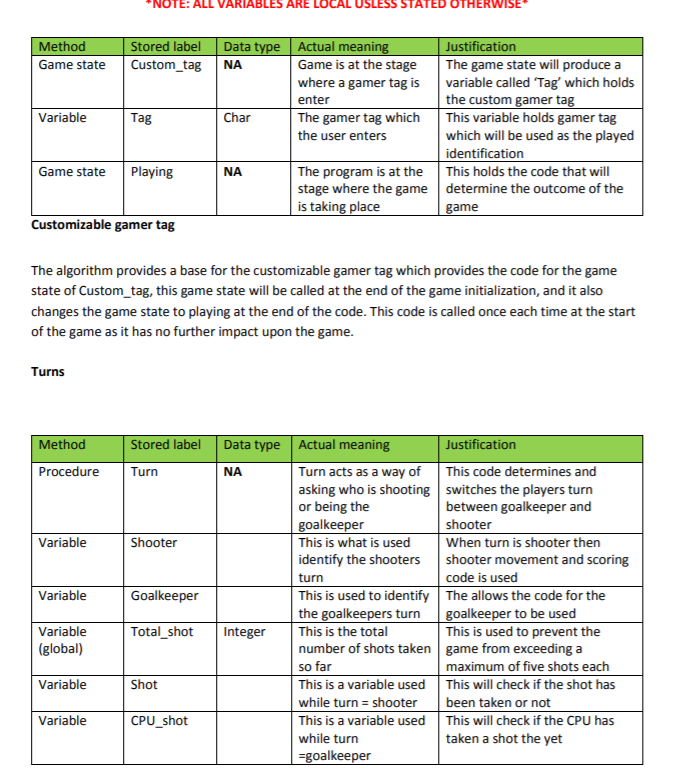 *NOTE: ALL VARIABLES ARE LOCAL USLESS STATED OTHERWISE*
Method Stored label Data type Actual meaning Justification
Game state Custom_tag NA Game is at the stage The game state will produce a
where a gamer tag is variable called ‘Tag’ which holds
enter the custom gamer tag
Variable Tag Char The gamer tag which This variable holds gamer tag
the user enters which will be used as the played
identification
Game state Playing NA The program is at the This holds the code that will
stage where the game determine the outcome of the
is taking place game
Customizable gamer tag
The algorithm provides a base for the customizable gamer tag which provides the code for the game
state of Custom_tag, this game state will be called at the end of the game initialization, and it also
changes the game state to playing at the end of the code. This code is called once each time at the start
of the game as it has no further impact upon the game.
Turns
Method Stored label Data type Actual meaning Justification
Procedure Turn NA Turn acts as a way of This code determines and
asking who is shooting switches the players turn
or being the between goalkeeper and
goalkeeper shooter
Variable Shooter This is what is used When turn is shooter then
identify the shooters shooter movement and scoring
turn code is used
Variable Goalkeeper This is used to identify The allows the code for the
the goalkeepers turn goalkeeper to be used
Variable Total_shot Integer This is the total This is used to prevent the
(global) number of shots taken game from exceeding a
so far maximum of five shots each
Variable Shot This is a variable used This will check if the shot has
while turn = shooter been taken or not
Variable CPU_shot This is a variable used This will check if the CPU has
while turn taken a shot the yet
=goalkeeper